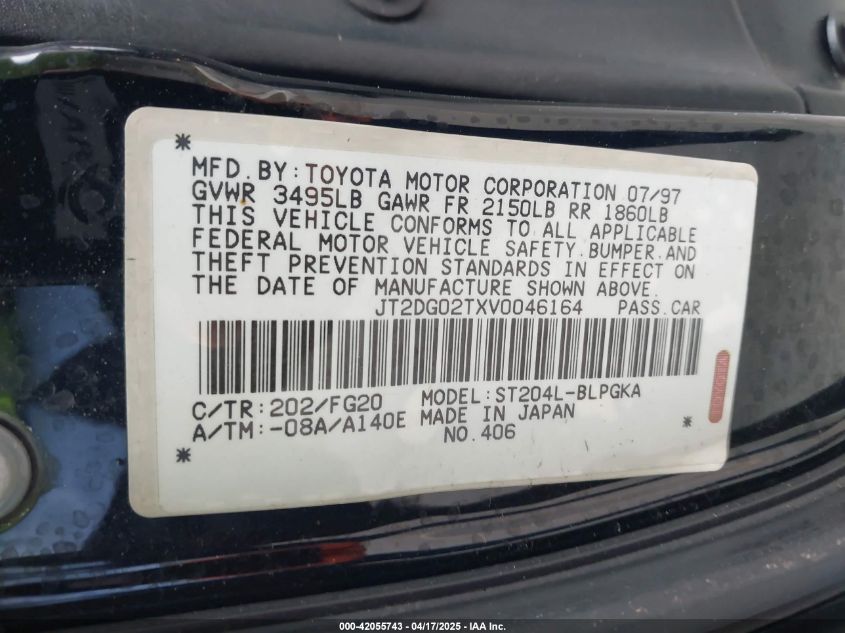 MFD.BY:TOYOTA MOTOR CORPORATION 07/97
GVWR 3495LB GAWR FR 2150LB RR 1860LB
THIS VEHICLE CONFORMS TO ALL APPLICABLE
FEDERAL MOTOR VEHICLE SAFETY.BUMPER.AND
THEFT PREVENTION STANDARDS IN EFFECT ON
THE DATE OF MANUFACTURE SHOWN ABOVE.
JT2DG02TXV0046164 PASS.CAR
C/TR:202/FG20 MODEL:ST204L-BLPGKA
A/TM:-08A/A140E MADE IN JAPAN
NO.406
000-42055743 - 04/17/2025 - IAA Inc.